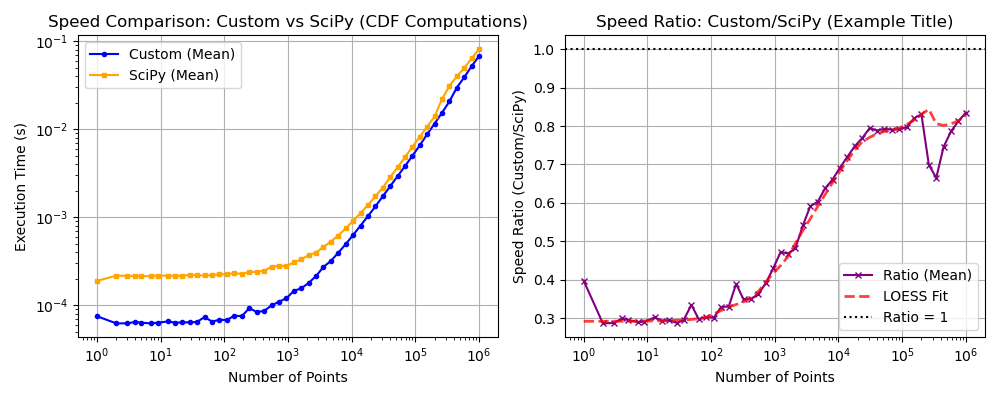 Speed Comparison: Custom vs SciPy (CDF Computations)
Custom (Mean)
SciPy (Mean)
Execution Time (s)
10⁻¹
10⁻²
10⁻³
10⁻⁴
10⁰ 10¹ 10² 10³ 10⁴ 10⁵ 10⁶
Number of Points
Speed Ratio: Custom/SciPy (Example Title)
Speed Ratio (Custom/SciPy)
1.0
0.9
0.8
0.7
0.6
0.5
0.4
0.3
Ratio (Mean)
LOESS Fit
Ratio = 1
10⁰ 10¹ 10² 10³ 10⁴ 10⁵ 10⁶
Number of Points